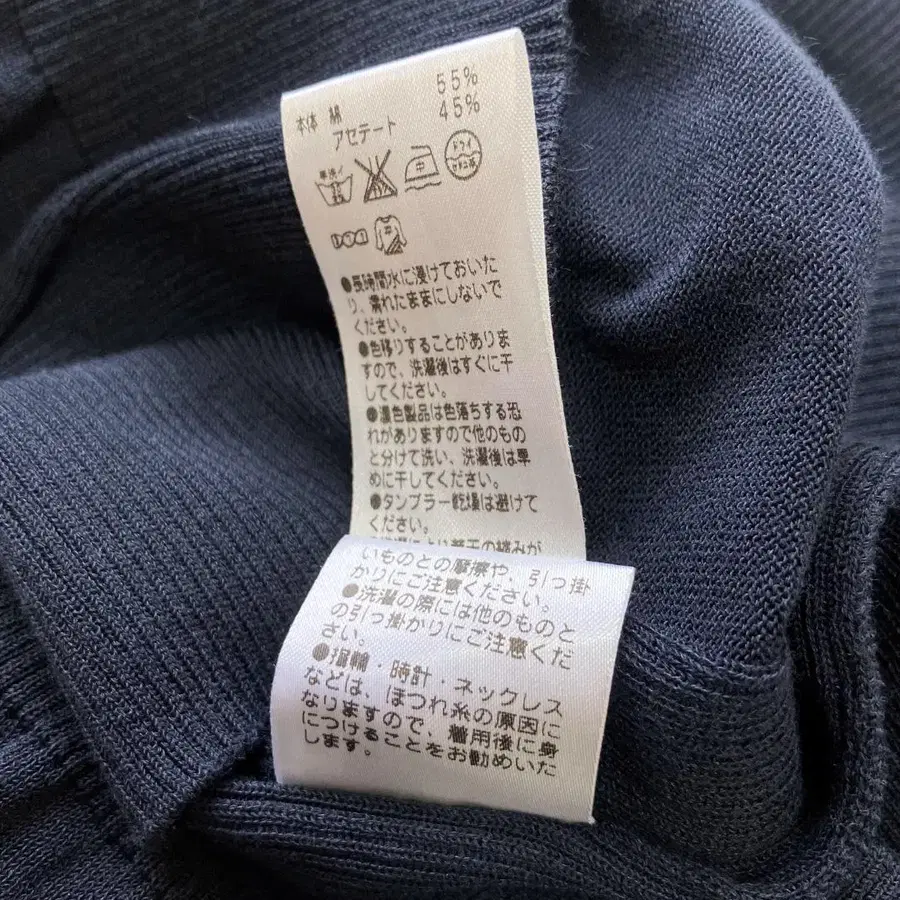 本体 綿 55%
アセテート 45%
手洗イ
中
ドライ
セキユ系
●長時間水に浸けておいた
り、濡れたままにしないで
ください。
●色移りすることがありま
すので、洗濯後はすぐに干
してください。
●濃色製品は色落ちする恐
れがありますので他のもの
と分けて洗い、洗濯後は早
めに干してください。
●タンブラー乾燥は避けて
ください。
いものとの摩擦や、引っ掛
かりにご注意ください。
●洗濯の際には他のものと
の引っ掛かりにご注意くだ
さい。
●指輪・時計・ネックレス
などは、ほつれ糸の原因に
なりますので、着用後に身
につけることをお勧めいた
します。